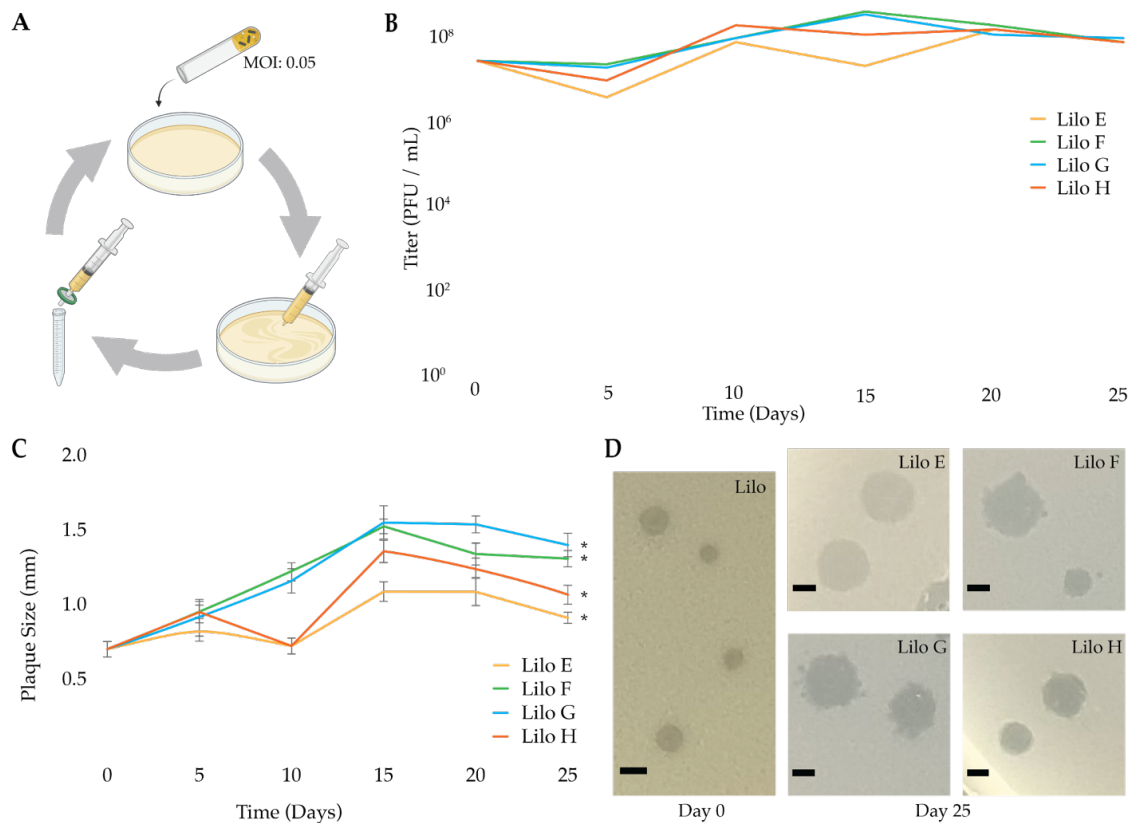 A
MOI: 0.05
B
10⁸
10⁶
10⁴
10²
10⁰
Titer (PFU / mL)
0 5 10 15 20 25
Time (Days)
Lilo E
Lilo F
Lilo G
Lilo H
C
2.0
1.5
1.0
0.5
Plaque Size (mm)
* * * *
0 5 10 15 20 25
Time (Days)
Lilo E
Lilo F
Lilo G
Lilo H
D
Lilo
Lilo E
Lilo F
Lilo G
Lilo H
Day 0
Day 25